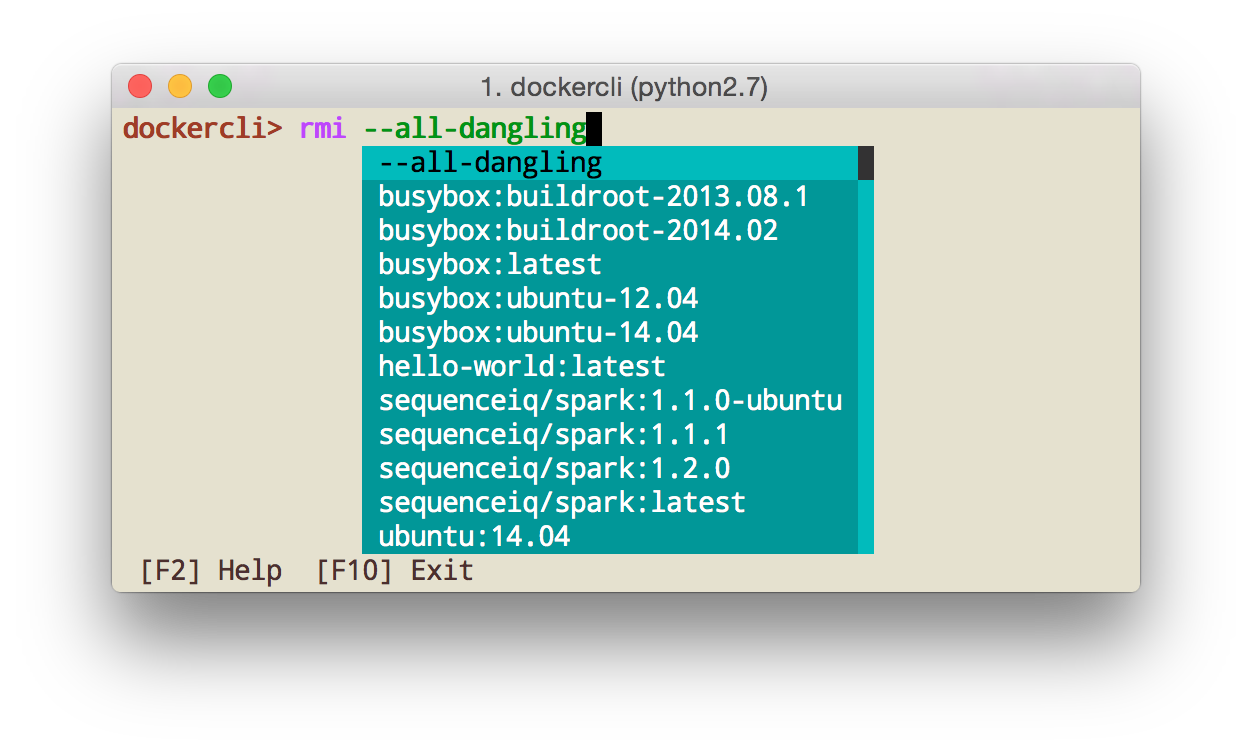 1. dockercli (python2.7)
dockercli> rmi --all-dangling
--all-dangling
busybox:buildroot-2013.08.1
busybox:buildroot-2014.02
busybox:latest
busybox:ubuntu-12.04
busybox:ubuntu-14.04
hello-world:latest
sequenceiq/spark:1.1.0-ubuntu
sequenceiq/spark:1.1.1
sequenceiq/spark:1.2.0
sequenceiq/spark:latest
ubuntu:14.04
[F2] Help [F10] Exit